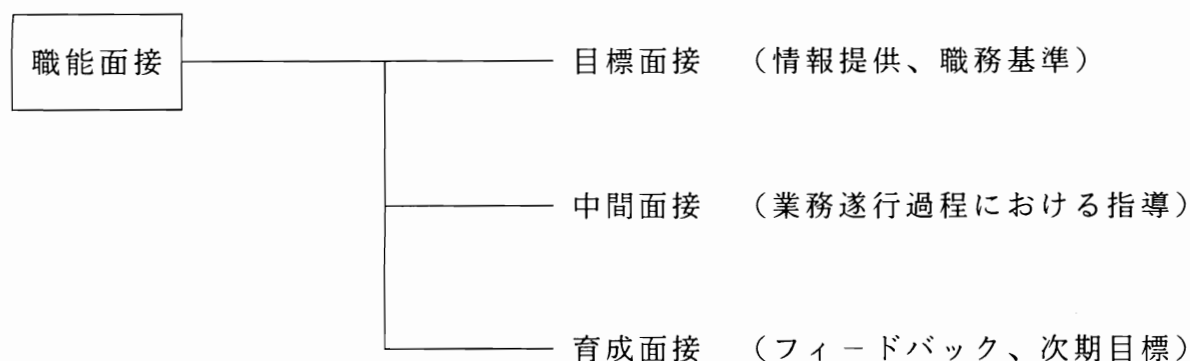 職能面接
目標面接 （情報提供、職務基準）
中間面接 （業務遂行過程における指導）
育成面接 （フィードバック、次期目標）